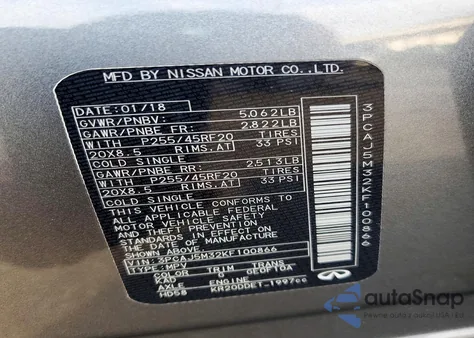 MFD BY NISSAN MOTOR CO.,LTD.
DATE:01/18
GVWR/PNBV: 5,062LB
GAWR/PNBE FR: 2,822LB
WITH P255/45RF20 TIRES
20X8.5 RIMS.AT 33 PSI
COLD SINGLE
GAWR/PNBE RR: 2,513LB
WITH P255/45RF20 TIRES
20X8.5 RIMS.AT 33 PSI
COLD SINGLE
THIS VEHICLE CONFORMS TO
ALL APPLICABLE FEDERAL
MOTOR VEHICLE SAFETY
AND THEFT PREVENTION
STANDARDS IN EFFECT ON
THE DATE OF MANUFACTURE
SHOWN ABOVE.
VIN: 3PCAJ5M32KF100866
TYPE: MPV
COLOR TRIM TRANS
KAD G GE0F10A
AXLE ENGINE
HD58 KR20DDET 1997cc
3PCAJ5M32KF100866
autoSnap